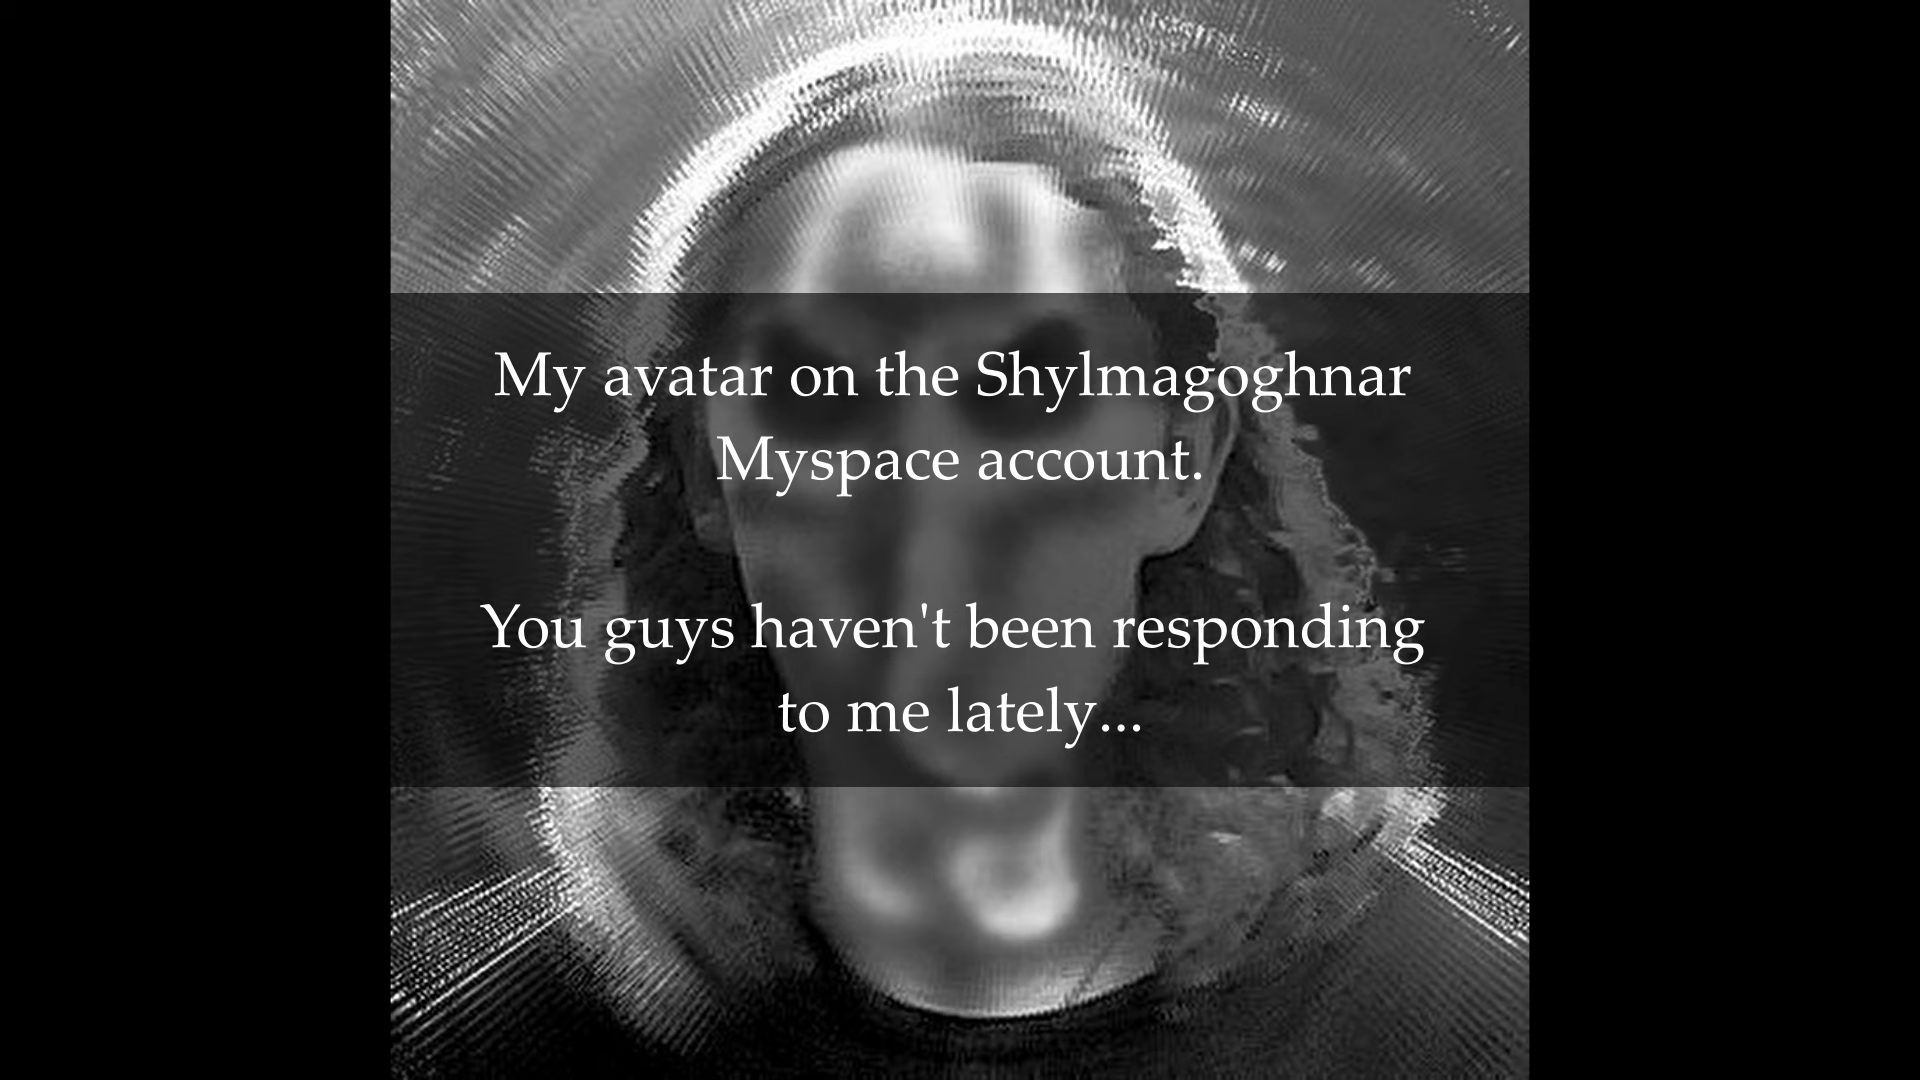 My avatar on the Shylmagoghnar
Myspace account.
You guys haven't been responding
to me lately...